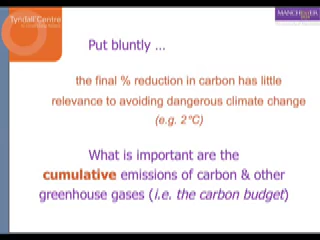 Tyndall Centre
MANCHESTER
Put bluntly ...
the final % reduction in carbon has little
relevance to avoiding dangerous climate change
(e.g. 2°C)
What is important are the
cumulative emissions of carbon & other
greenhouse gases (i.e. the carbon budget)